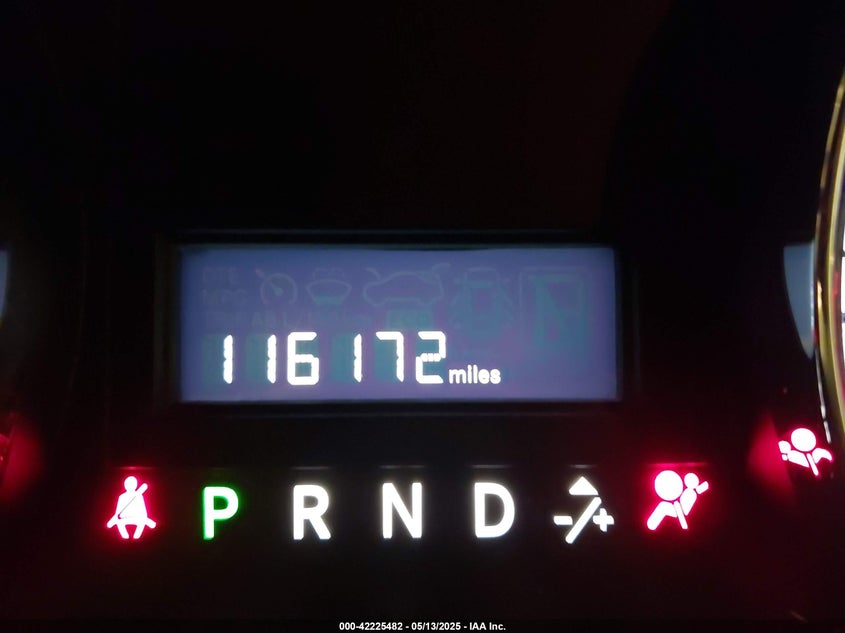 116172 miles
P R N D -/+
000-42225482 - 05/13/2025 - IAA Inc.